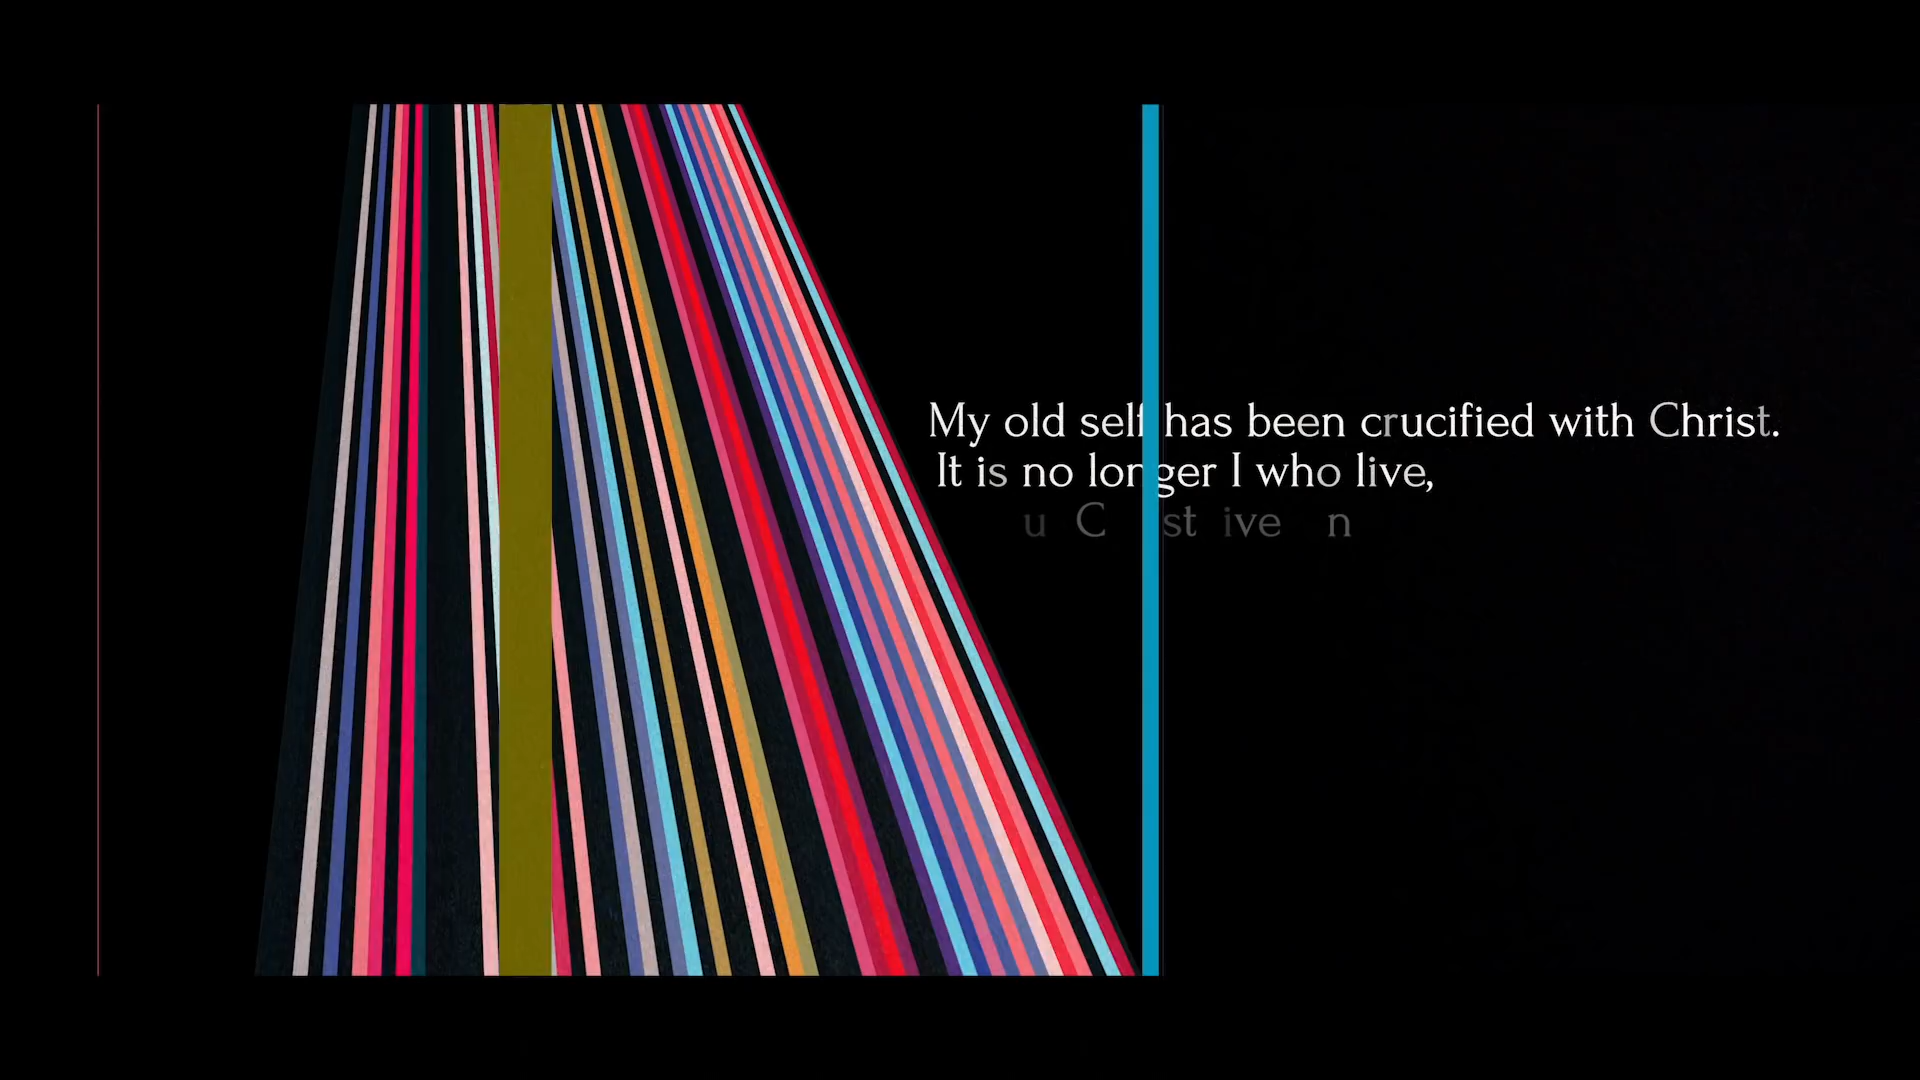 My old self has been crucified with Christ.
It is no longer I who live,